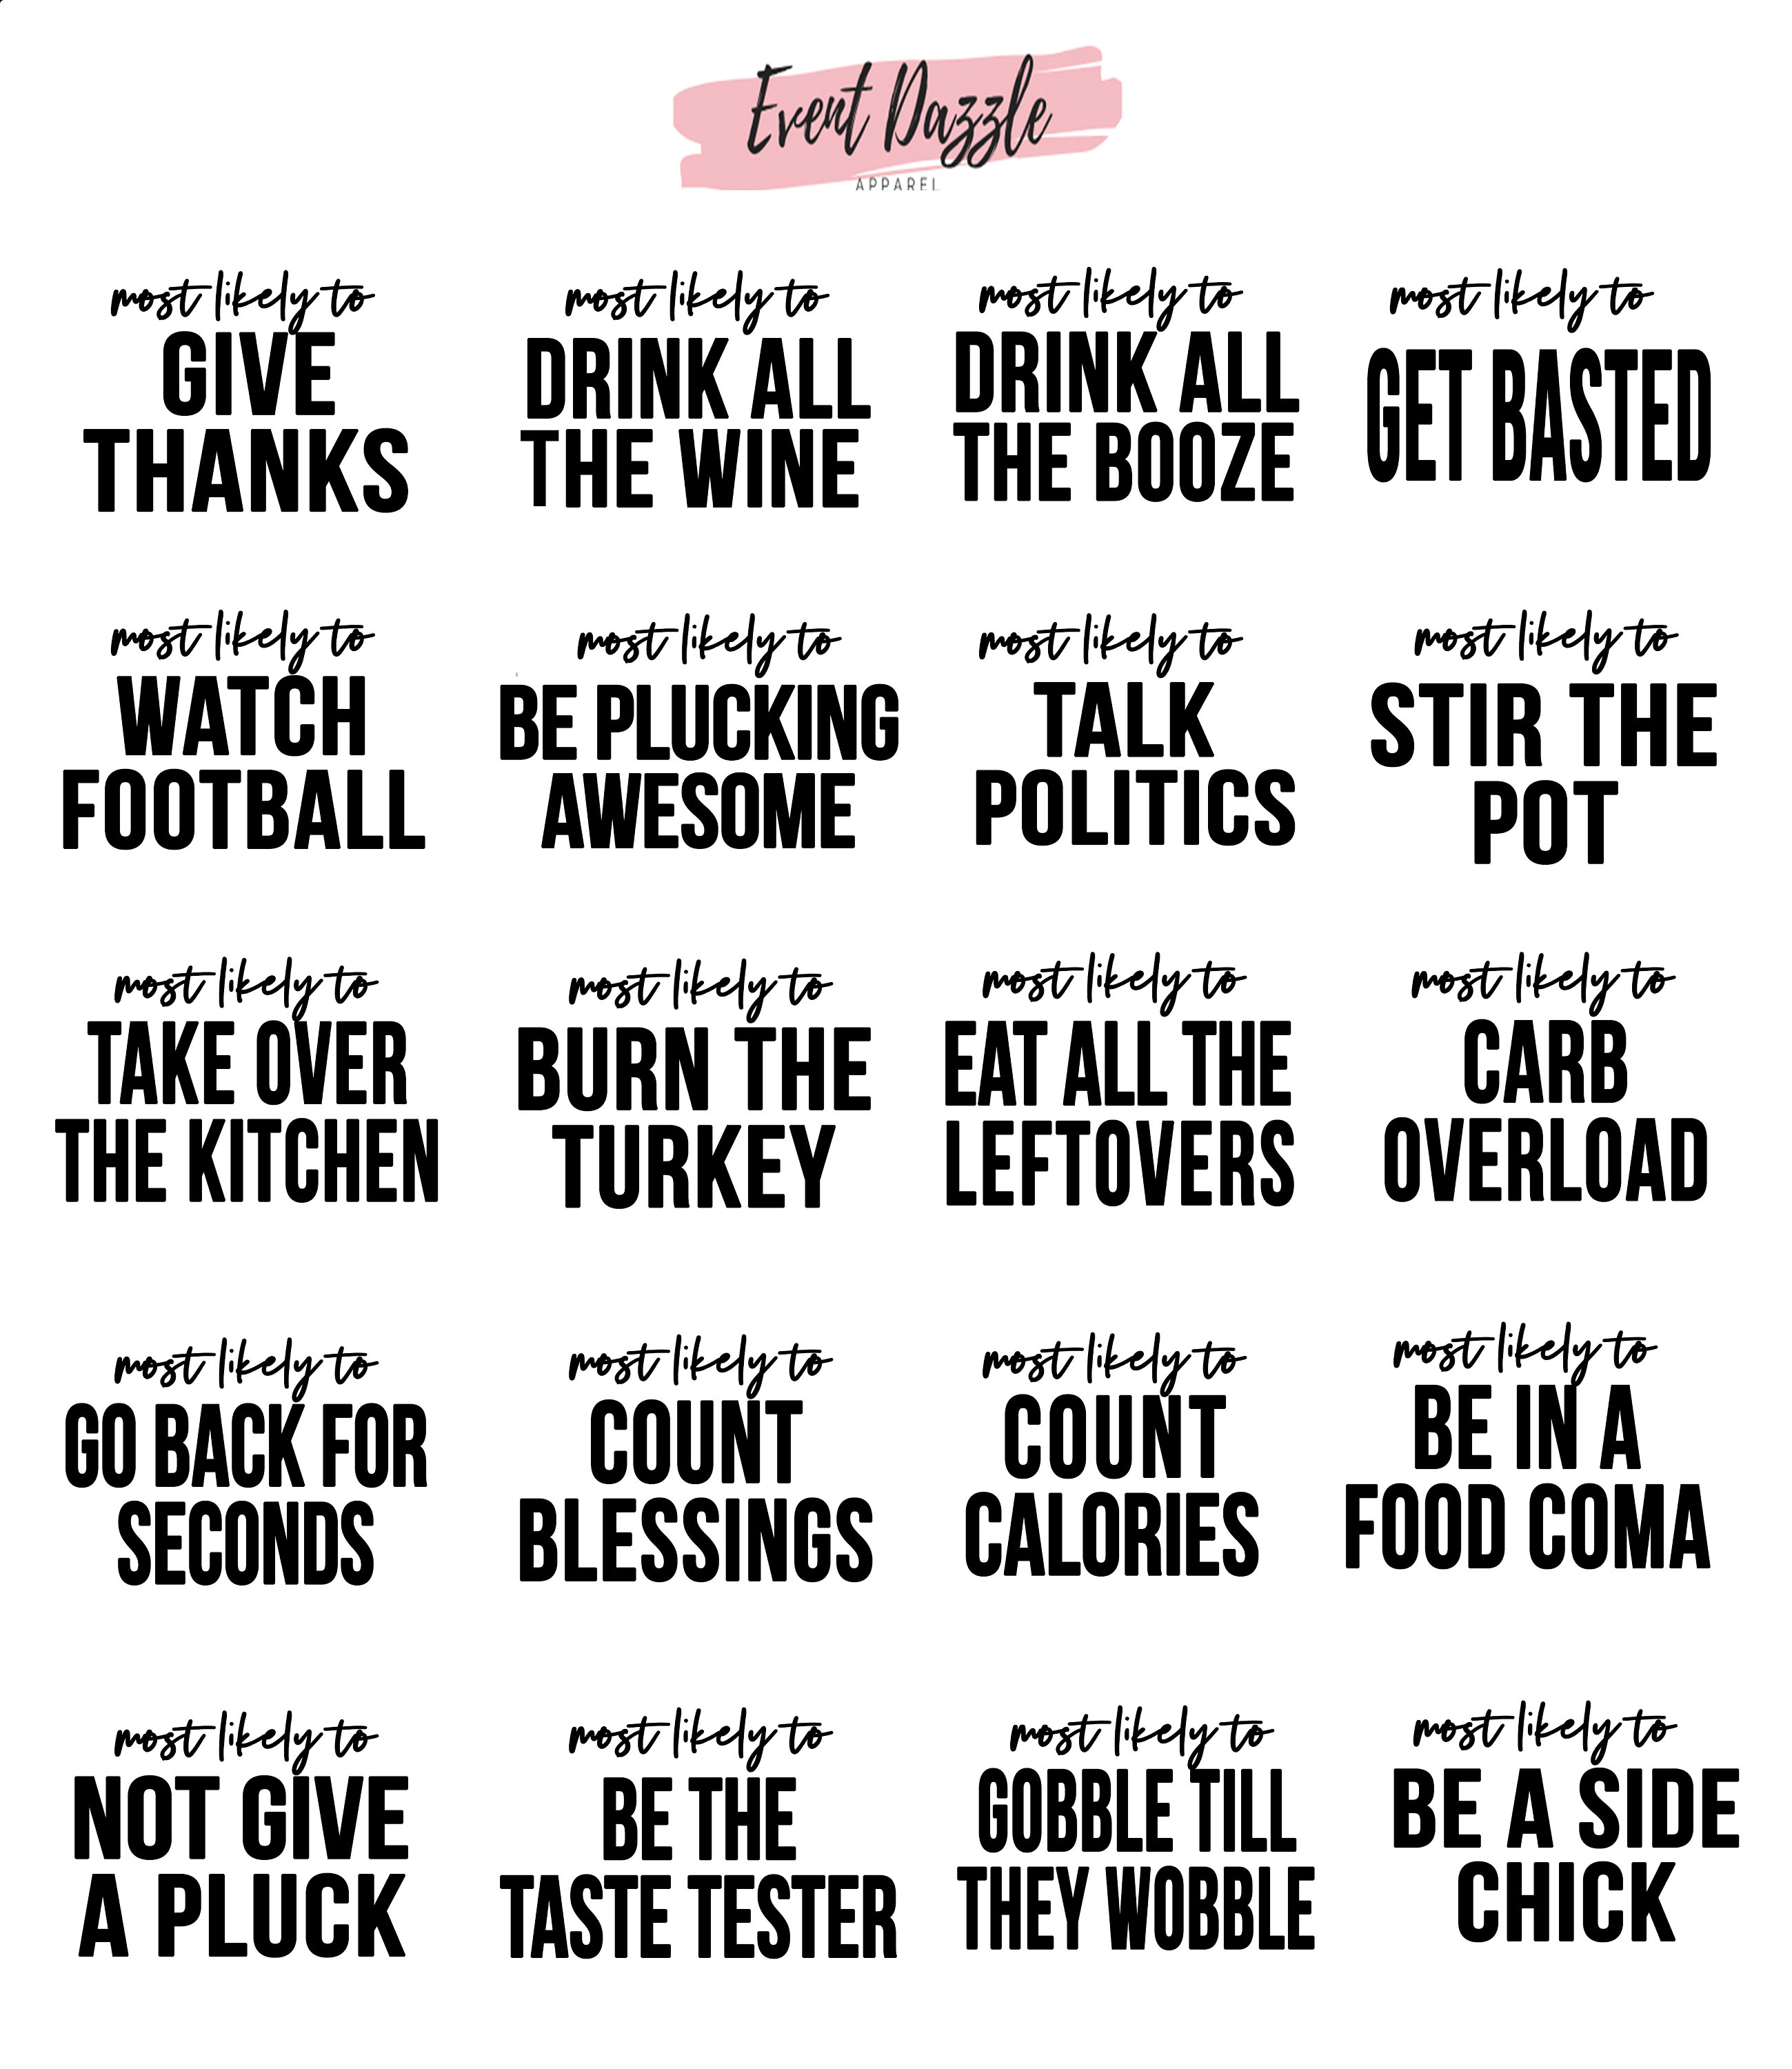 Event Dazzle
APPAREL
most likely to
GIVE
THANKS
most likely to
DRINK ALL
THE WINE
most likely to
DRINK ALL
THE BOOZE
most likely to
GET BASTED
most likely to
WATCH
FOOTBALL
most likely to
BE PLUCKING
AWESOME
most likely to
TALK
POLITICS
most likely to
STIR THE
POT
most likely to
TAKE OVER
THE KITCHEN
most likely to
BURN THE
TURKEY
most likely to
EAT ALL THE
LEFTOVERS
most likely to
CARB
OVERLOAD
most likely to
GO BACK FOR
SECONDS
most likely to
COUNT
BLESSINGS
most likely to
COUNT
CALORIES
most likely to
BE IN A
FOOD COMA
most likely to
NOT GIVE
A PLUCK
most likely to
BE THE
TASTE TESTER
most likely to
GOBBLE TILL
THEY WOBBLE
most likely to
BE A SIDE
CHICK